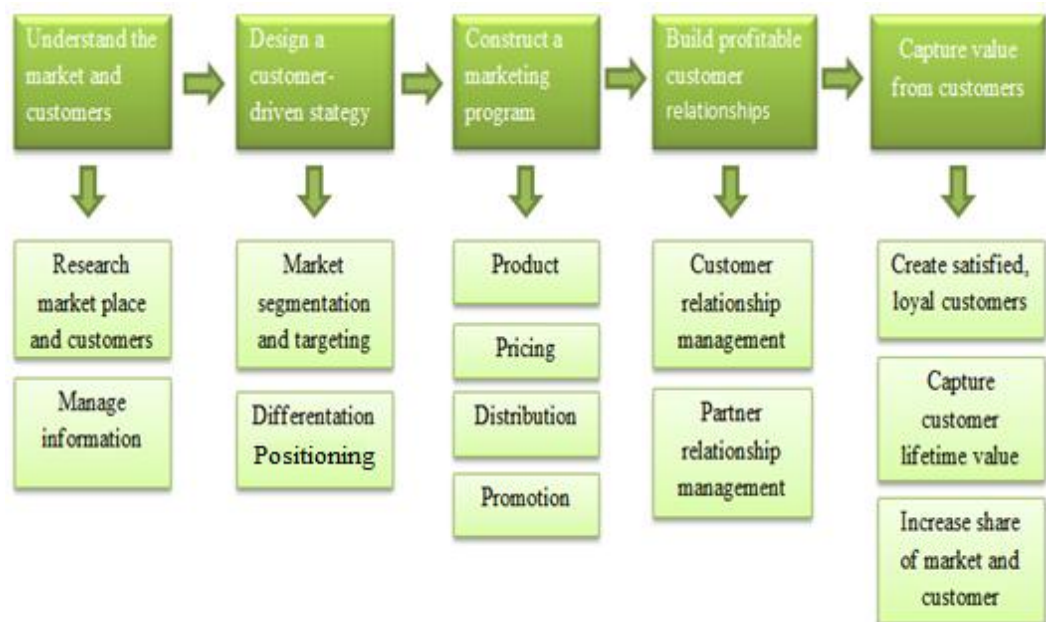 Understand the
market and
customers
Design a
customer-
driven stategy
Construct a
marketing
program
Build profitable
customer
relationships
Capture value
from customers
Research
market place
and customers
Manage
information
Market
segmentation
and targeting
Differentation
Positioning
Product
Pricing
Distribution
Promotion
Customer
relationship
management
Partner
relationship
management
Create satisfied,
loyal customers
Capture
customer
lifetime value
Increase share
of market and
customer